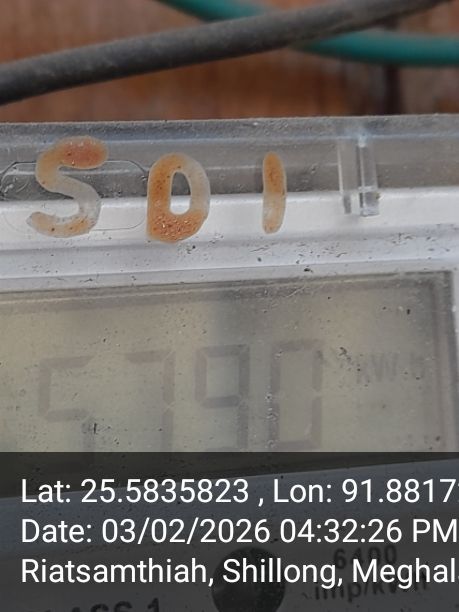 SD1
5790 kWh
Lat: 25.5835823 , Lon: 91.8817
Date: 03/02/2026 04:32:26 PM
Riatsamthiah, Shillong, Meghal
6400
imp/kWh